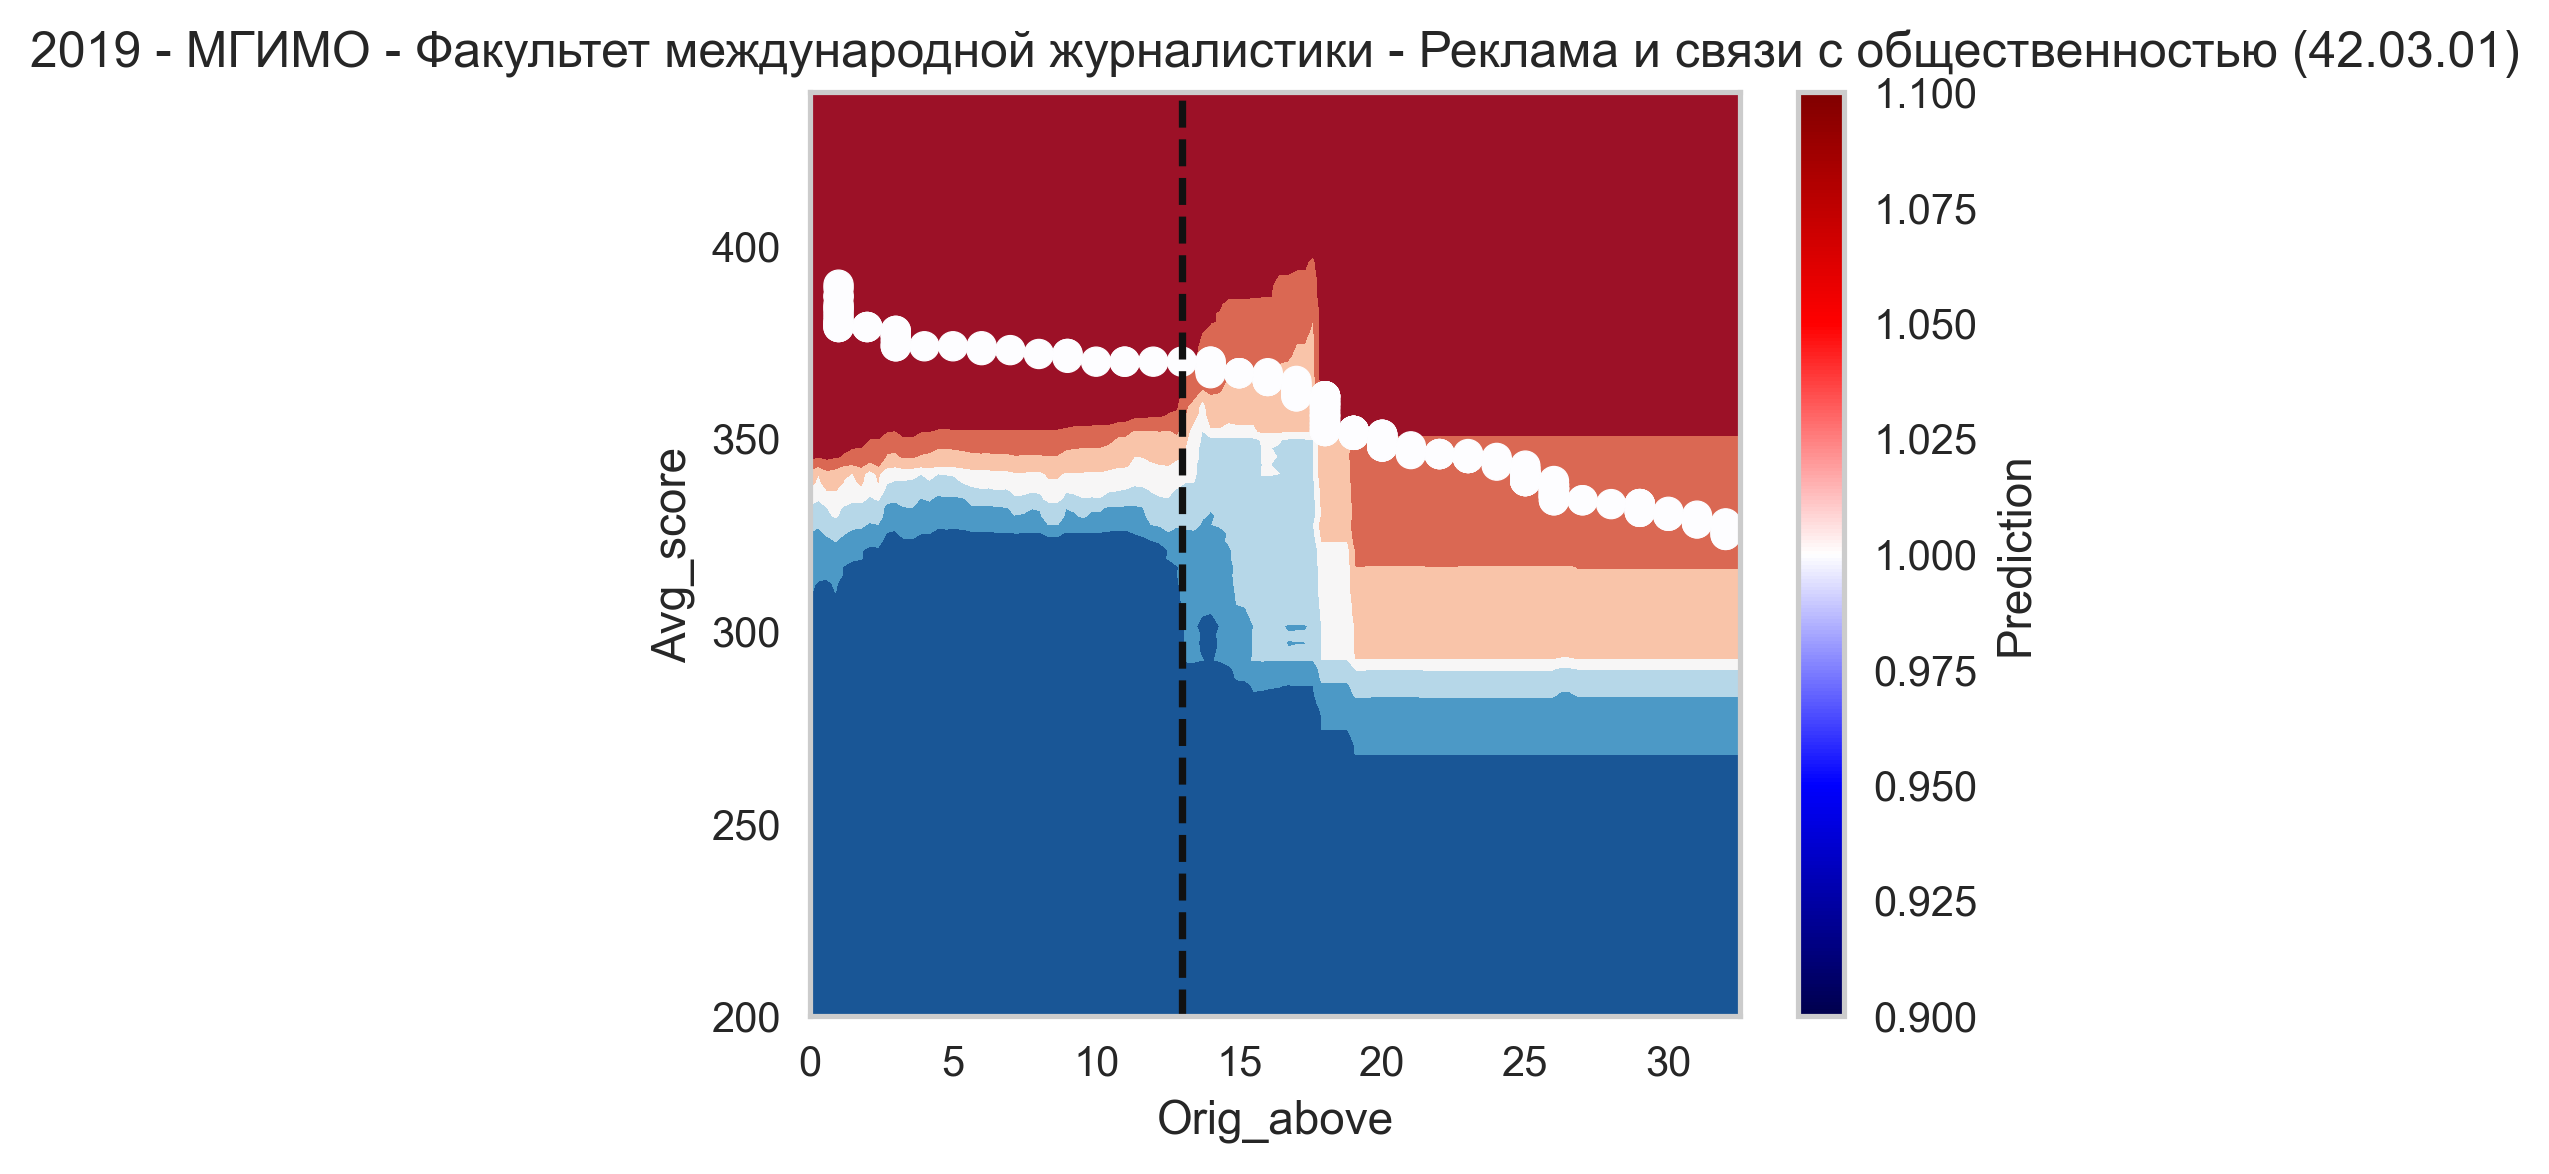 2019 - МГИМО - Факультет международной журналистики - Реклама и связи с общественностью (42.03.01)
Avg_score
400
350
300
250
200
0 5 10 15 20 25 30
Orig_above
1.100
1.075
1.050
1.025
1.000
0.975
0.950
0.925
0.900
Prediction